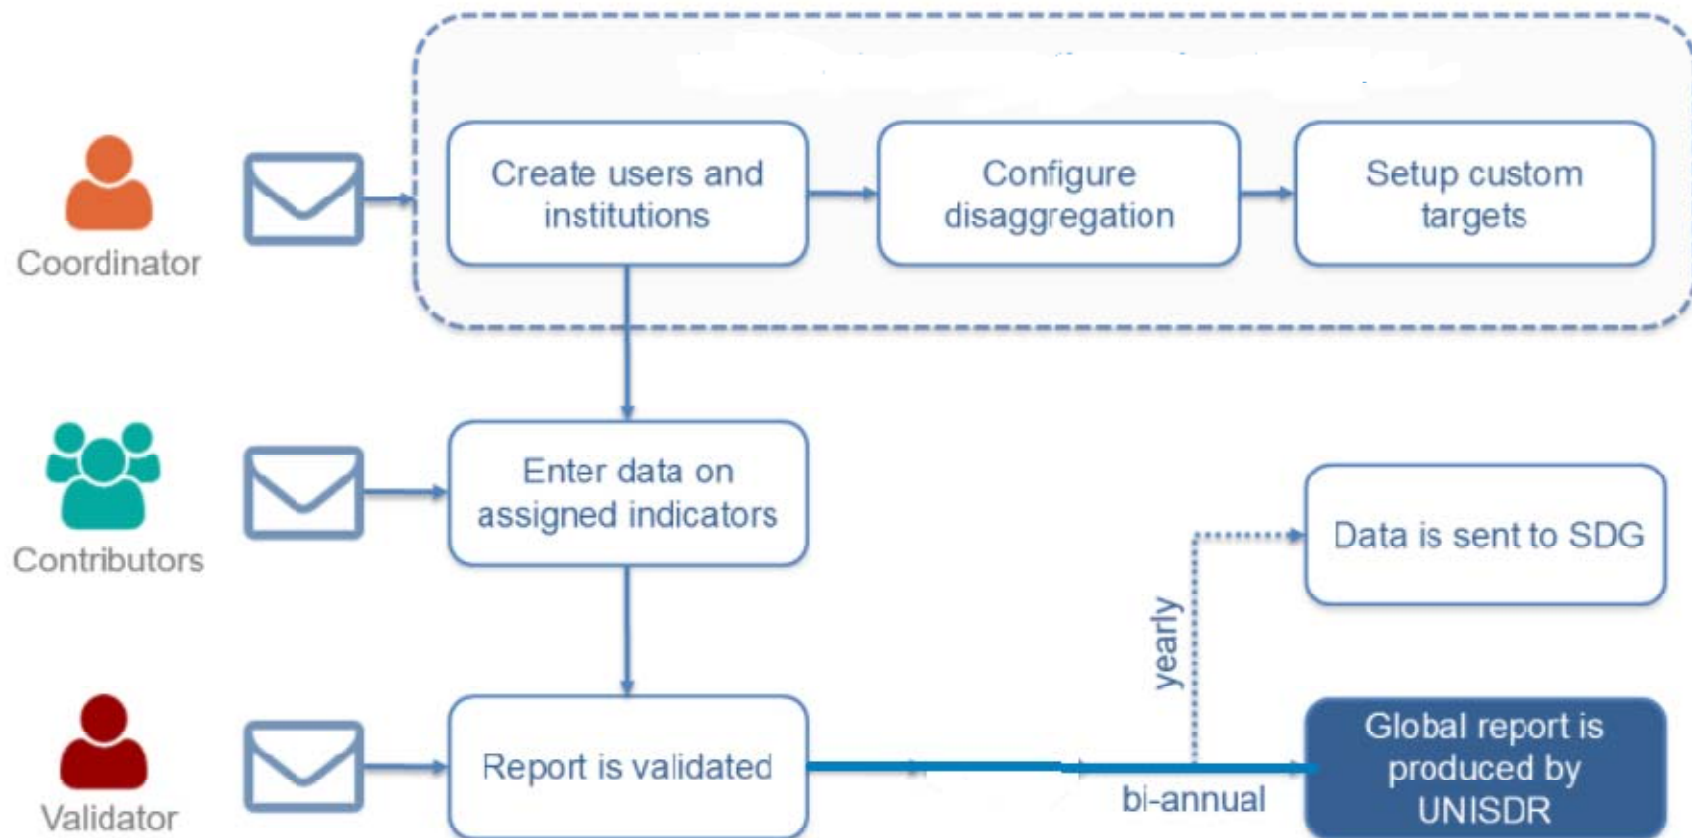 Create users and
institutions
Configure
disaggregation
Setup custom
targets
Coordinator
Enter data on
assigned indicators
Contributors
Data is sent to SDG
yearly
Report is validated
bi-annual
Global report is
produced by
UNISDR
Validator